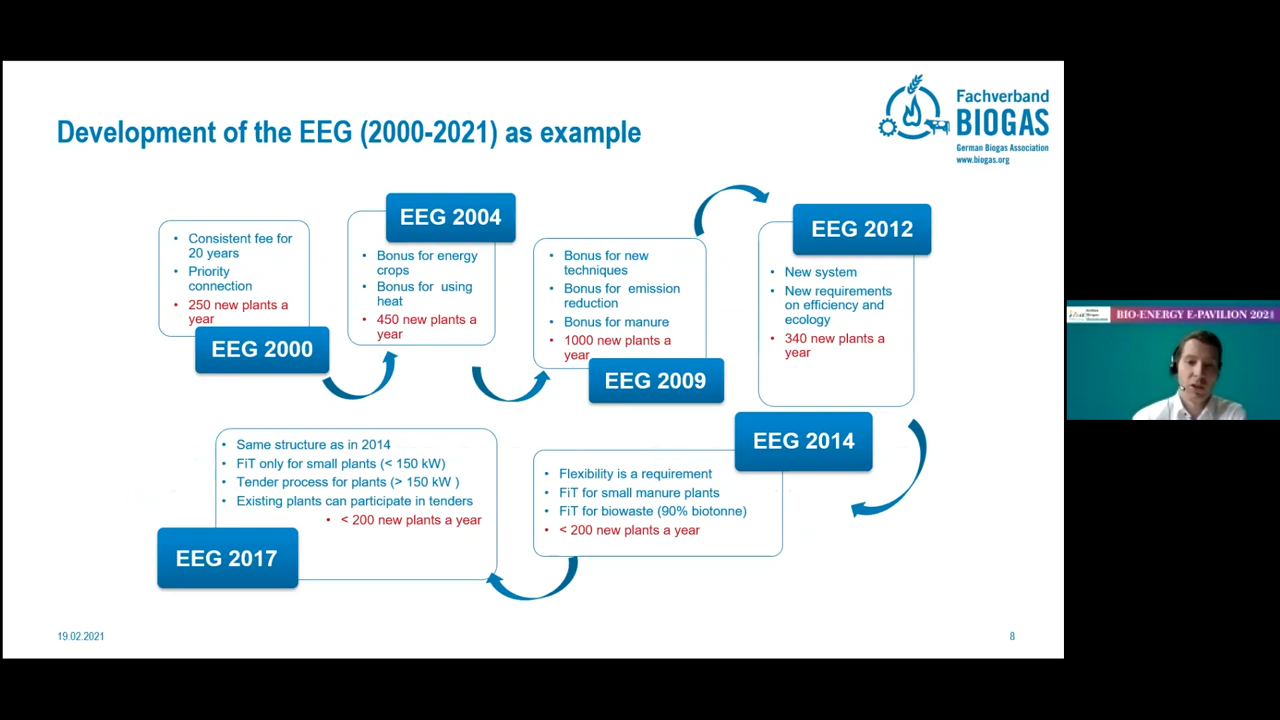 Development of the EEG (2000-2021) as example
Fachverband
BIOGAS
German Biogas Association
www.biogas.org
• Consistent fee for
20 years
• Priority
connection
• 250 new plants a
year
EEG 2000
EEG 2004
• Bonus for energy
crops
• Bonus for using
heat
• 450 new plants a
year
• Bonus for new
techniques
• Bonus for emission
reduction
• Bonus for manure
• 1000 new plants a
year
EEG 2009
EEG 2012
• New system
• New requirements
on efficiency and
ecology
• 340 new plants a
year
EEG 2014
• Flexibility is a requirement
• FiT for small manure plants
• FiT for biowaste (90% biotonne)
• < 200 new plants a year
• Same structure as in 2014
• FiT only for small plants (< 150 kW)
• Tender process for plants (> 150 kW )
• Existing plants can participate in tenders
• < 200 new plants a year
EEG 2017
19.02.2021
8
BIO-ENERGY E-PAVILION 2021